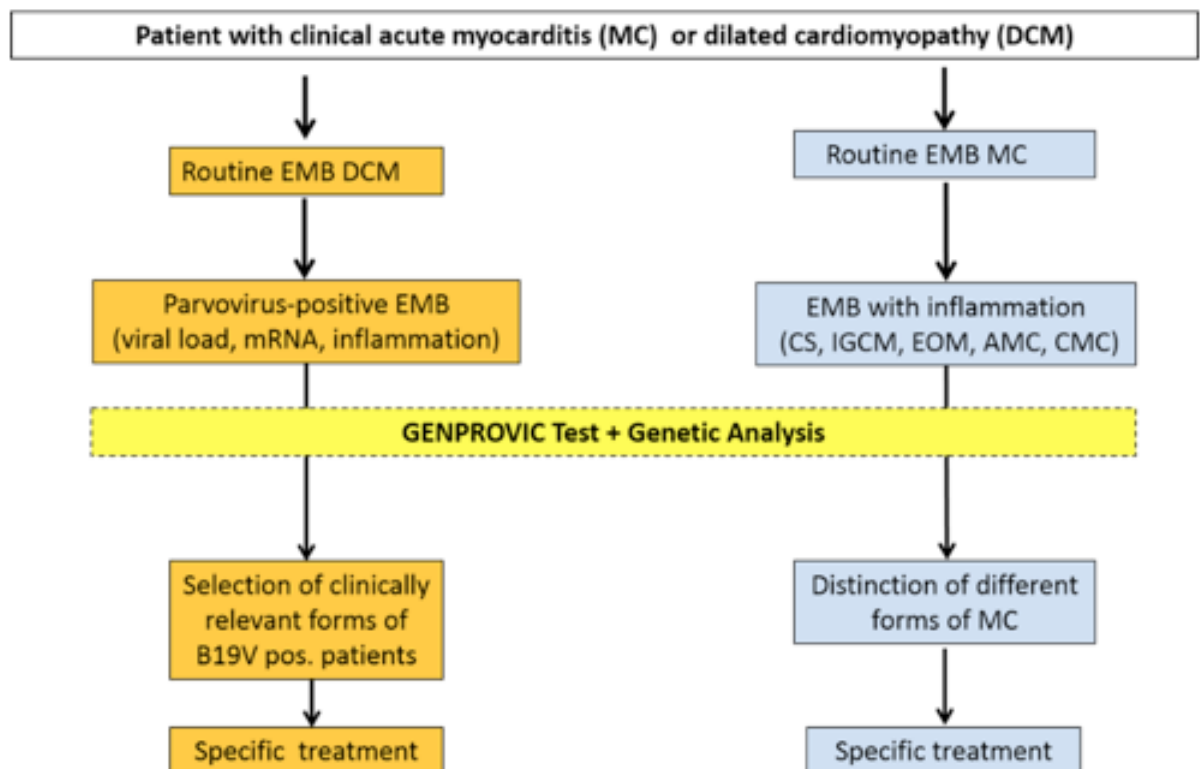 Patient with clinical acute myocarditis (MC) or dilated cardiomyopathy (DCM)
Routine EMB DCM
Routine EMB MC
Parvovirus-positive EMB
(viral load, mRNA, inflammation)
EMB with inflammation
(CS, IGCM, EOM, AMC, CMC)
GENPROVIC Test + Genetic Analysis
Selection of clinically
relevant forms of
B19V pos. patients
Distinction of different
forms of MC
Specific treatment
Specific treatment